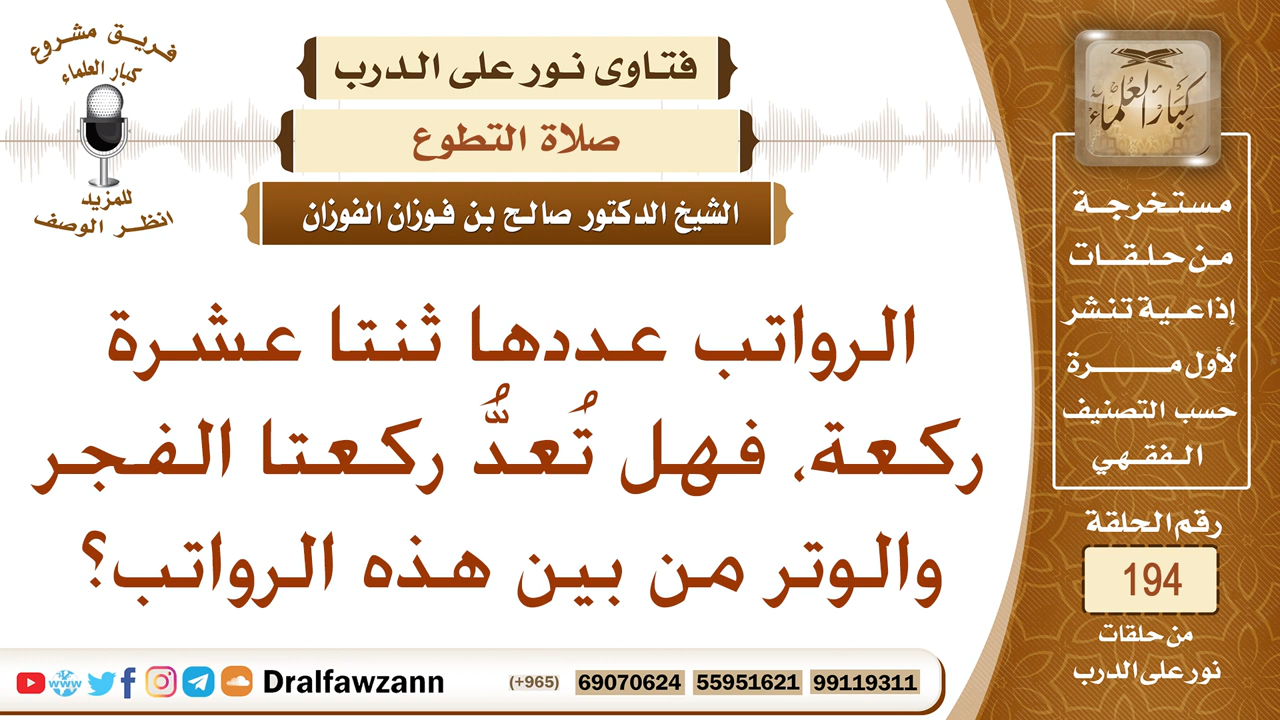 فريق مشروع
كبار العلماء
للمزيد
انظر الوصف
فتاوى نور على الدرب
صلاة التطوع
الشيخ الدكتور صالح بن فوزان الفوزان
الرواتب عددها ثنتا عشرة
ركعة، فهل تُعدُّ ركعتا الفجر
والوتر من بين هذه الرواتب؟
كبار العلماء
مستخرجة
من حلقات
إذاعية تنشر
لأول مرة
حسب التصنيف
الفقهي
رقم الحلقة
194
من حلقات
نور على الدرب
www Dralfawzann (+965) 69070624 55951621 99119311